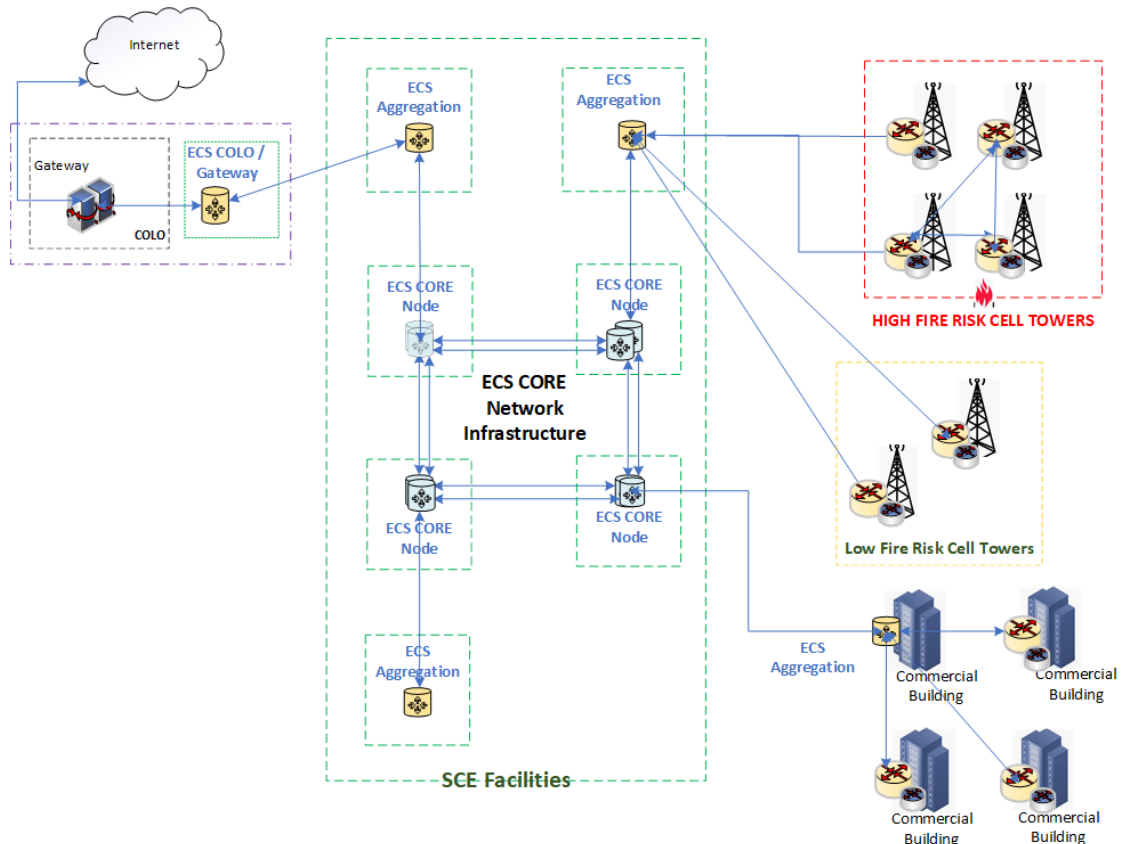 Internet
Gateway
COLO
ECS COLO /
Gateway
ECS
Aggregation
ECS
Aggregation
ECS CORE
Node
ECS CORE
Node
ECS CORE
Network
Infrastructure
ECS CORE
Node
ECS CORE
Node
ECS
Aggregation
SCE Facilities
HIGH FIRE RISK CELL TOWERS
Low Fire Risk Cell Towers
ECS
Aggregation
Commercial
Building
Commercial
Building
Commercial
Building
Commercial
Building